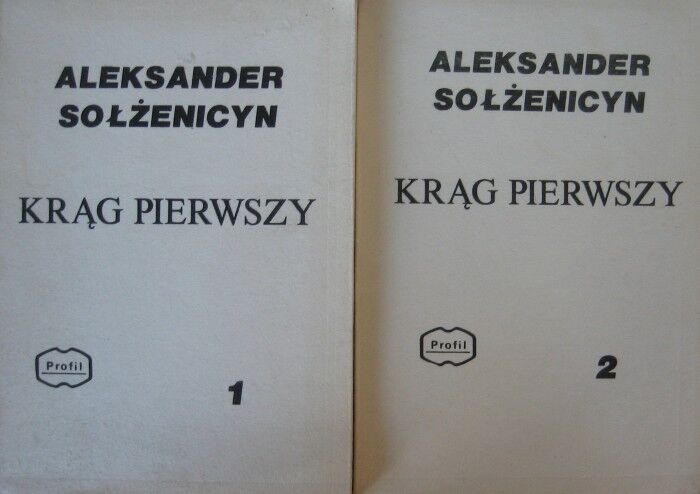 ALEKSANDER
SOŁŻENICYN
KRĄG PIERWSZY
Profil
1
ALEKSANDER
SOŁŻENICYN
KRĄG PIERWSZY
Profil
2